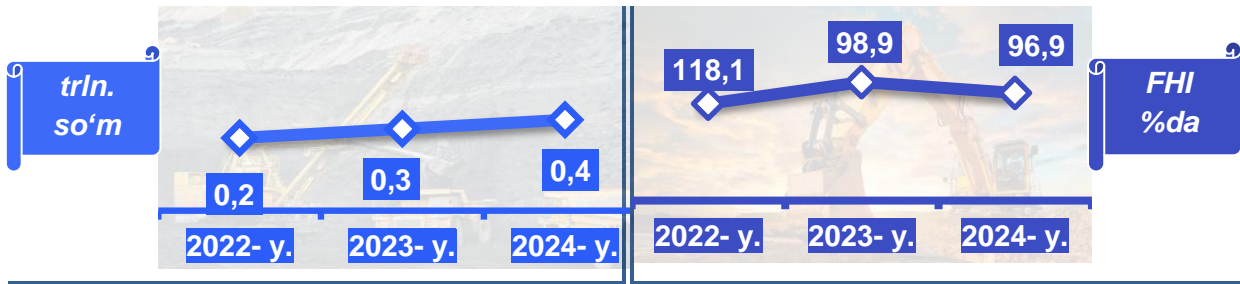 trln.
so‘m
0,2
0,3
0,4
2022- y.
2023- y.
2024- y.
118,1
98,9
96,9
2022- y.
2023- y.
2024- y.
FHI
%da